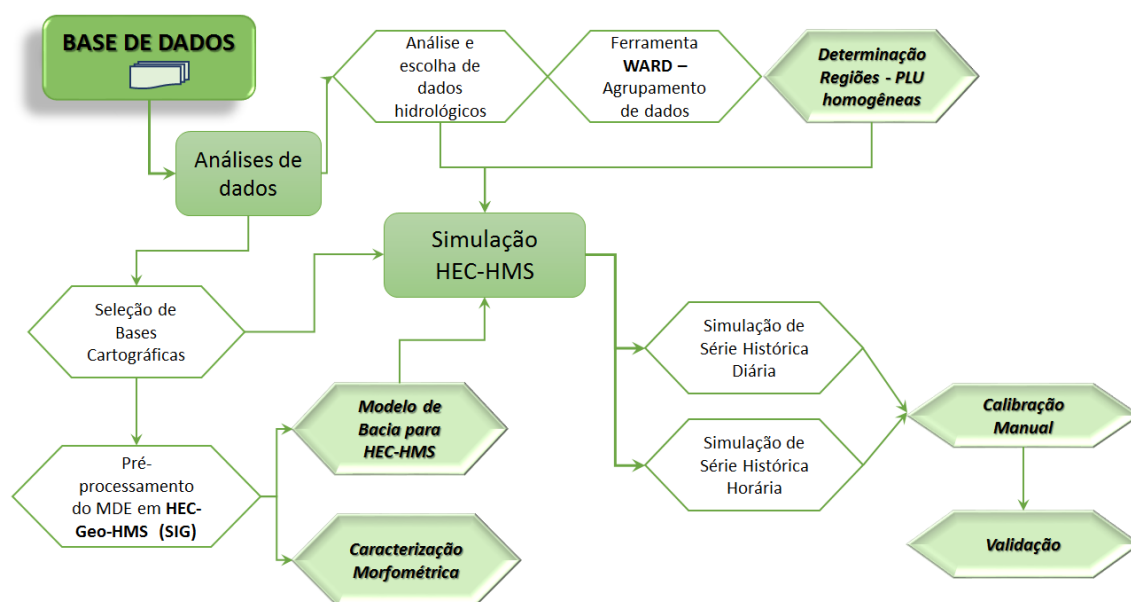 BASE DE DADOS
Análises de
dados
Análise e
escolha de
dados
hidrológicos
Ferramenta
WARD –
Agrupamento
de dados
Determinação
Regiões - PLU
homogêneas
Simulação
HEC-HMS
Seleção de
Bases
Cartográficas
Pré-
processamento
do MDE em HEC-
Geo-HMS (SIG)
Modelo de
Bacia para
HEC-HMS
Caracterização
Morfométrica
Simulação de
Série Histórica
Diária
Simulação de
Série Histórica
Horária
Calibração
Manual
Validação